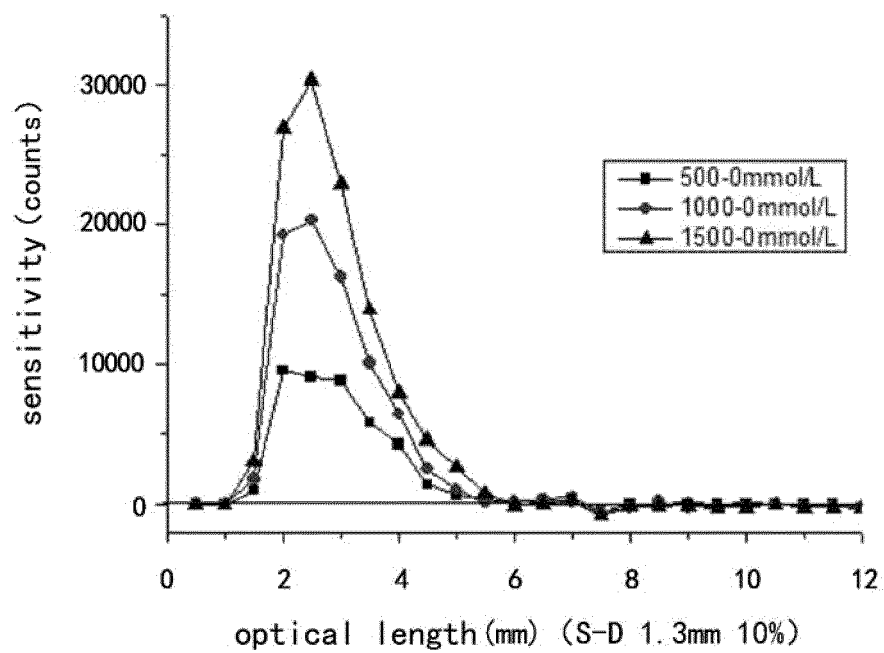 sensitivity(counts)
30000
20000
10000
0
500-0mmol/L
1000-0mmol/L
1500-0mmol/L
0 2 4 6 8 10 12
optical length(mm) (S-D 1.3mm 10%)